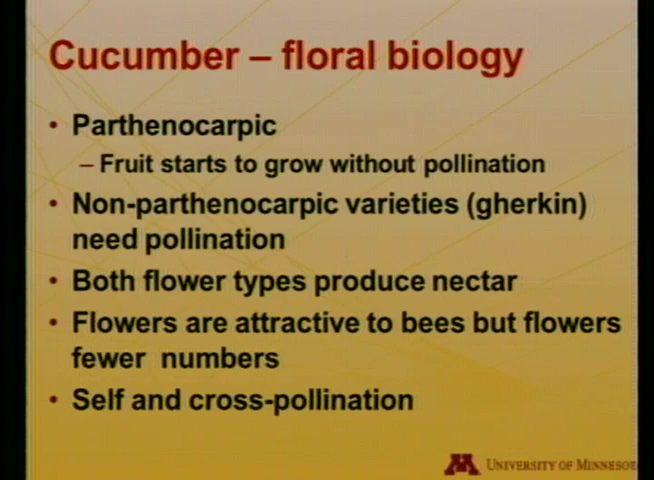 Cucumber – floral biology
• Parthenocarpic
– Fruit starts to grow without pollination
• Non-parthenocarpic varieties (gherkin)
need pollination
• Both flower types produce nectar
• Flowers are attractive to bees but flowers
fewer numbers
• Self and cross-pollination
M UNIVERSITY OF MINNESOT